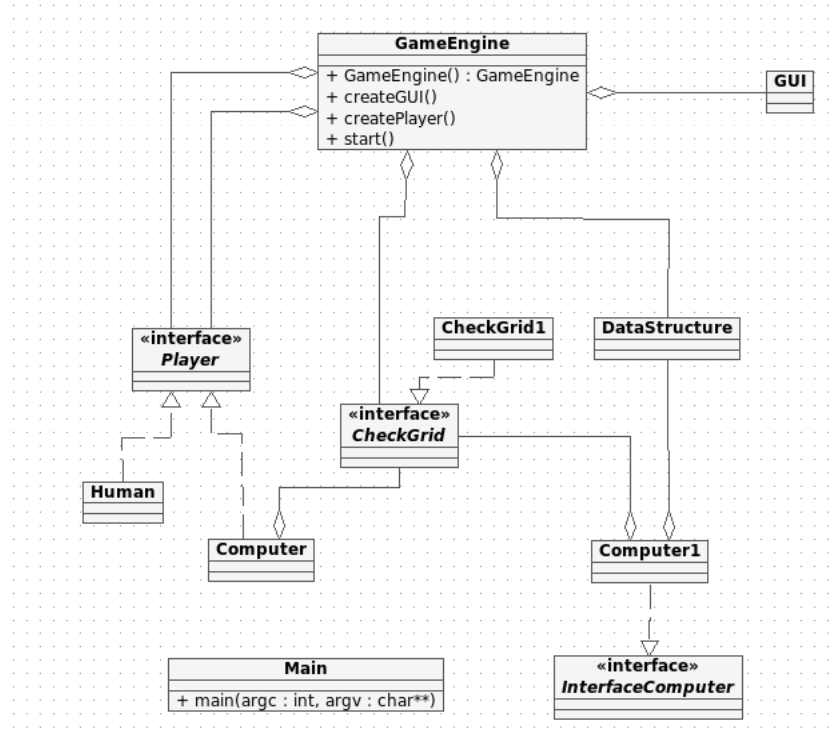 GameEngine
+ GameEngine() : GameEngine
+ createGUI()
+ createPlayer()
+ start()
GUI
«interface»
Player
CheckGrid1
DataStructure
«interface»
CheckGrid
Human
Computer
Computer1
Main
+ main(argc : int, argv : char**)
«interface»
InterfaceComputer